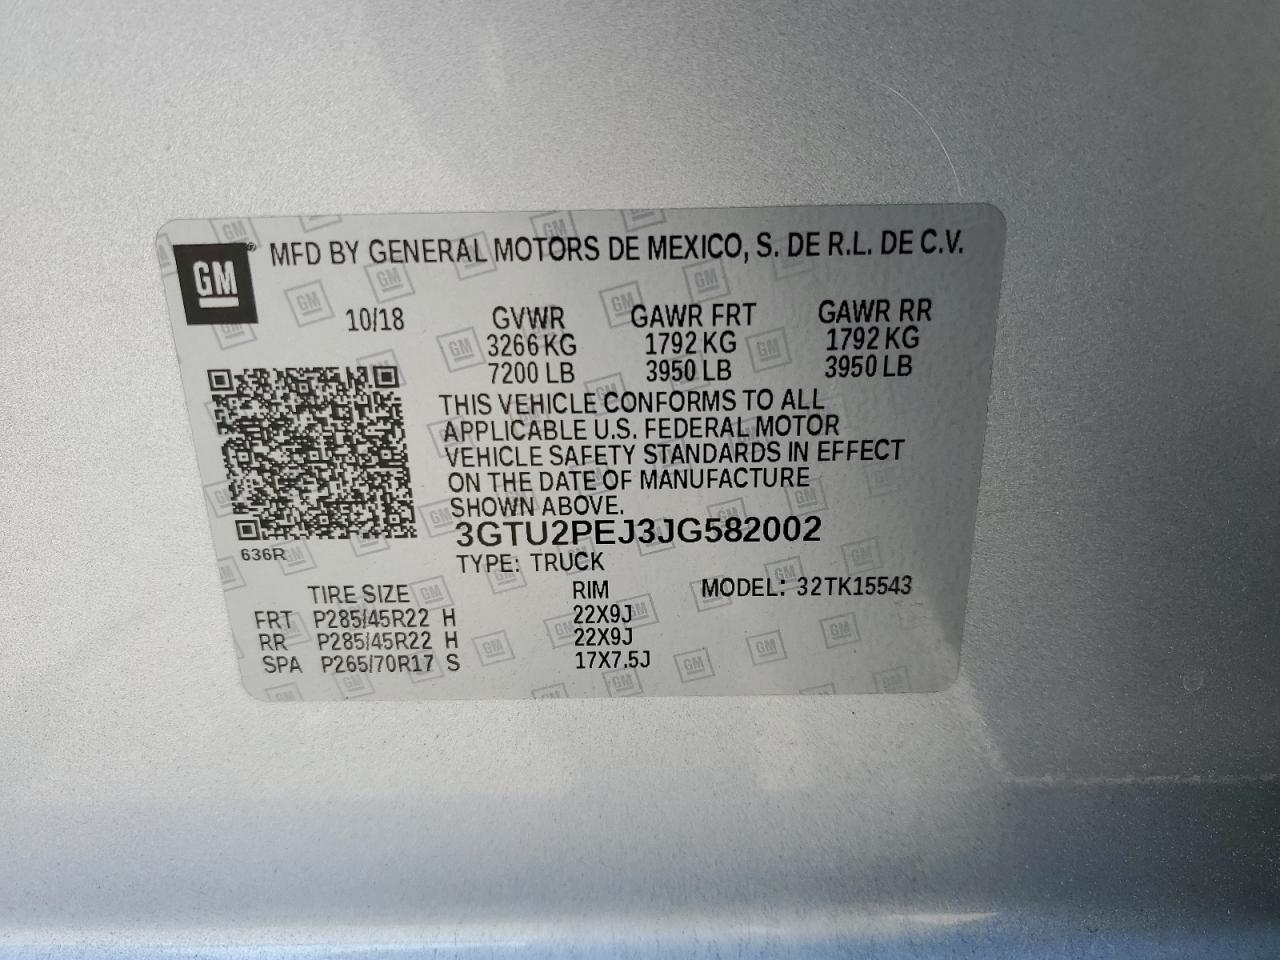 GM® MFD BY GENERAL MOTORS DE MEXICO, S. DE R.L. DE C.V.
10/18 GVWR GAWR FRT GAWR RR
3266 KG 1792 KG 1792 KG
7200 LB 3950 LB 3950 LB
THIS VEHICLE CONFORMS TO ALL
APPLICABLE U.S. FEDERAL MOTOR
VEHICLE SAFETY STANDARDS IN EFFECT
ON THE DATE OF MANUFACTURE
SHOWN ABOVE.
3GTU2PEJ3JG582002
636R
TYPE: TRUCK
TIRE SIZE RIM MODEL: 32TK15543
FRT P285/45R22 H 22X9J
RR P285/45R22 H 22X9J
SPA P265/70R17 S 17X7.5J